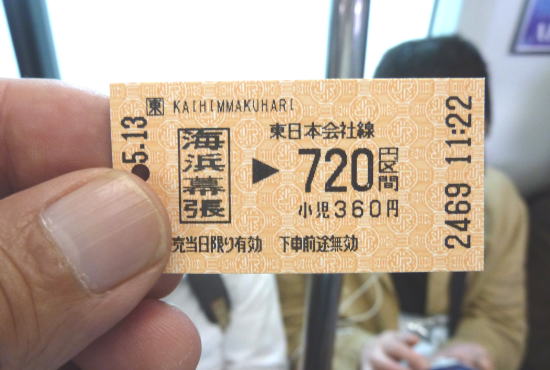 東 KAIHIMMAKUHARI
5.13
海浜幕張
東日本会社線
▶ 720円区間
小児360円
2469 11:22
売当日限り有効 下車前途無効